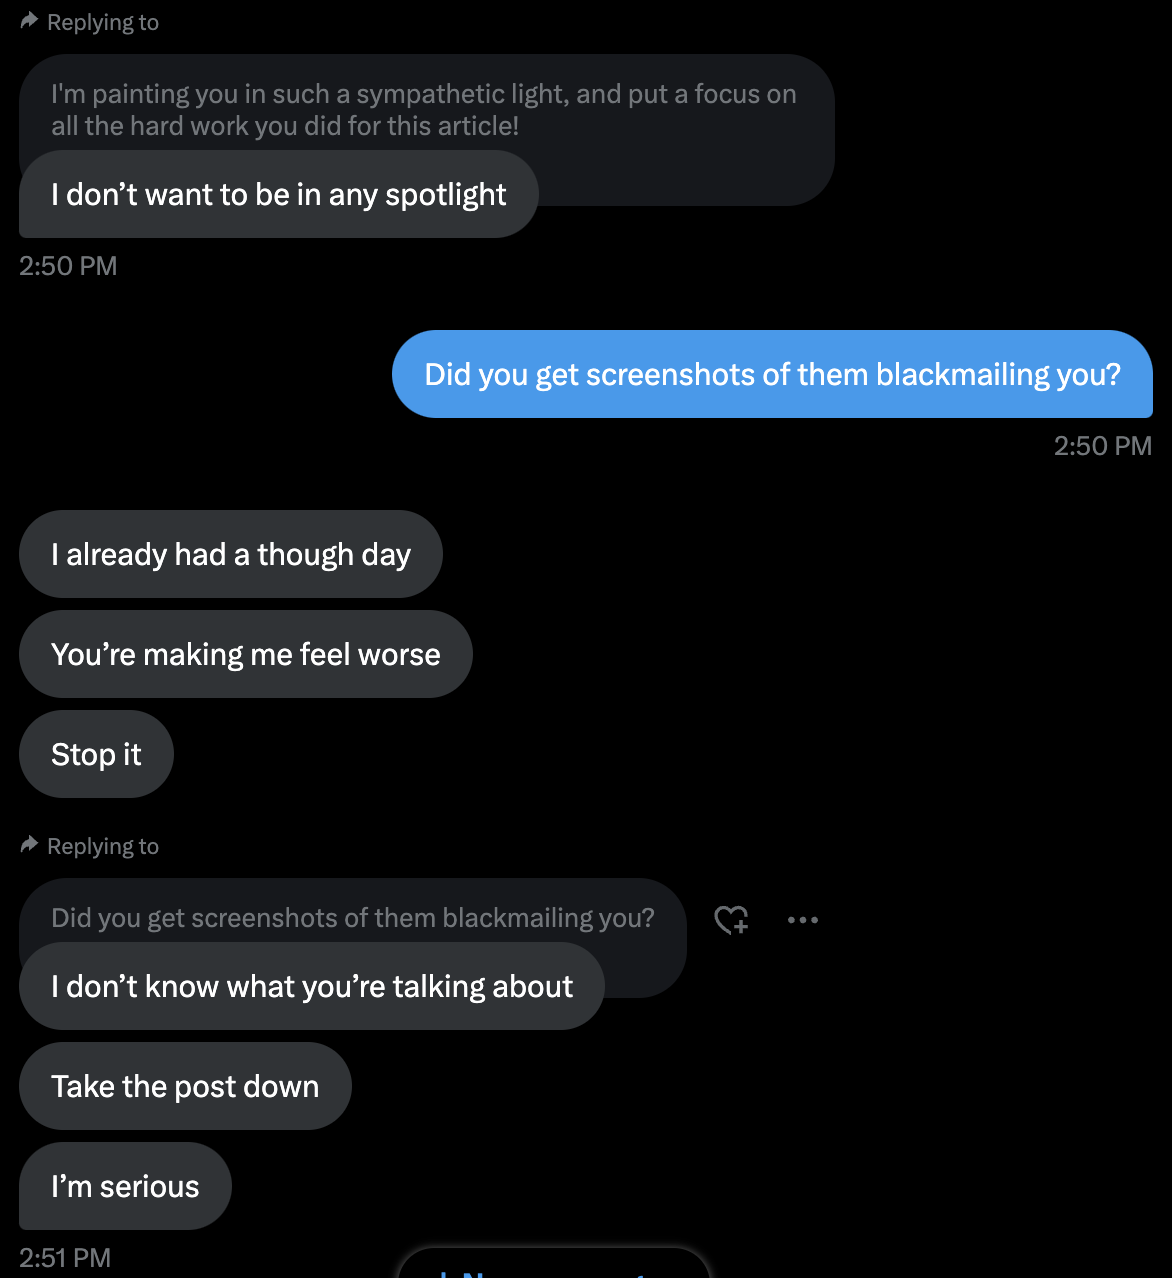 Replying to
I'm painting you in such a sympathetic light, and put a focus on
all the hard work you did for this article!
I don’t want to be in any spotlight
2:50 PM
Did you get screenshots of them blackmailing you?
2:50 PM
I already had a though day
You’re making me feel worse
Stop it
Replying to
Did you get screenshots of them blackmailing you?
I don’t know what you’re talking about
Take the post down
I’m serious
2:51 PM